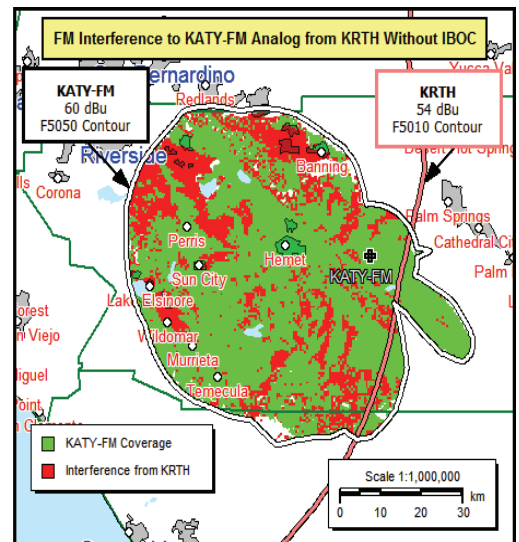 FM Interference to KATY-FM Analog from KRTH Without IBOC
KATY-FM
60 dBu
F5050 Contour
KRTH
54 dBu
F5010 Contour
Redlands
Riverside
Banning
Corona
Palm Springs
Cathedral
Palm
Perris
Hemet
KATY-FM
Sun City
Lake Elsinore
Wildomar
Murrieta
Temecula
Viejo
Point
KATY-FM Coverage
Interference from KRTH
Scale 1:1,000,000
0 10 20 30 km